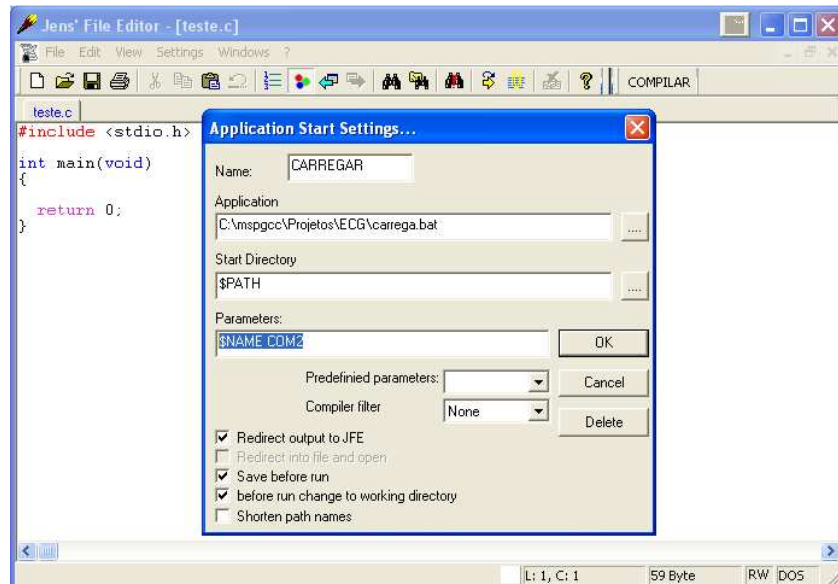 Jens' File Editor - [teste.c]
File Edit View Settings Windows ?
COMPILAR
teste.c
#include <stdio.h>
int main(void)
{
return 0;
}
Application Start Settings...
Name: CARREGAR
Application
C:\mspgcc\Projetos\ECG\carrega.bat
....
Start Directory
$PATH
....
Parameters:
$NAME COM2
OK
Predefinied parameters:
Cancel
Compiler filter None
Delete
Redirect output to JFE
Redirect into file and open
Save before run
before run change to working directory
Shorten path names
L: 1, C: 1 59 Byte RW DOS